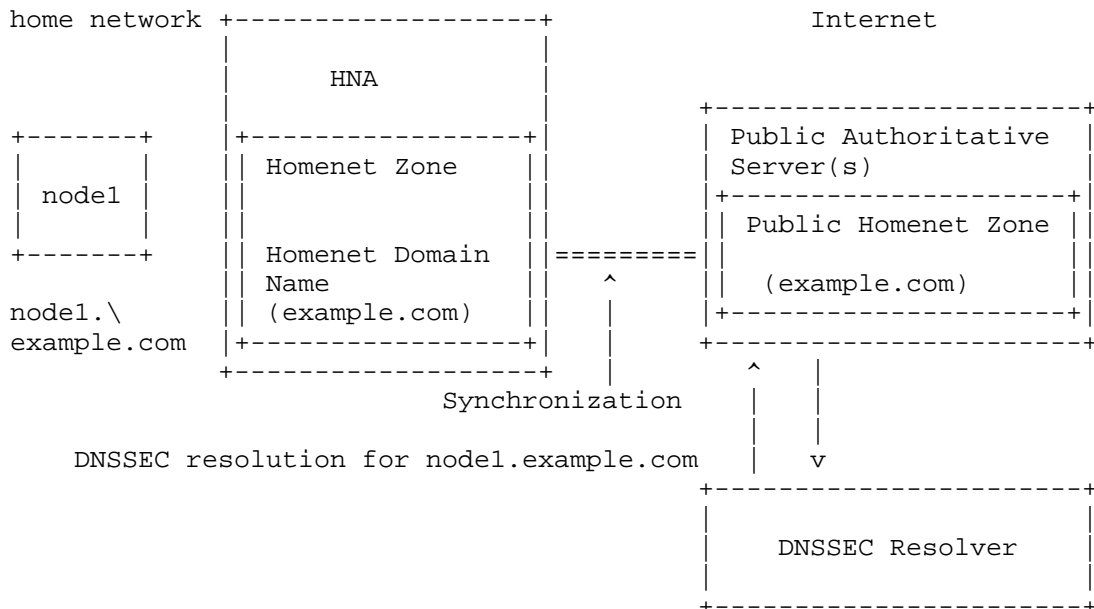 home network Internet
HNA
Public Authoritative
Homenet Zone Server(s)
node1
Public Homenet Zone
Homenet Domain
Name (example.com)
node1.\ (example.com)
example.com
Synchronization
DNSSEC resolution for node1.example.com
DNSSEC Resolver